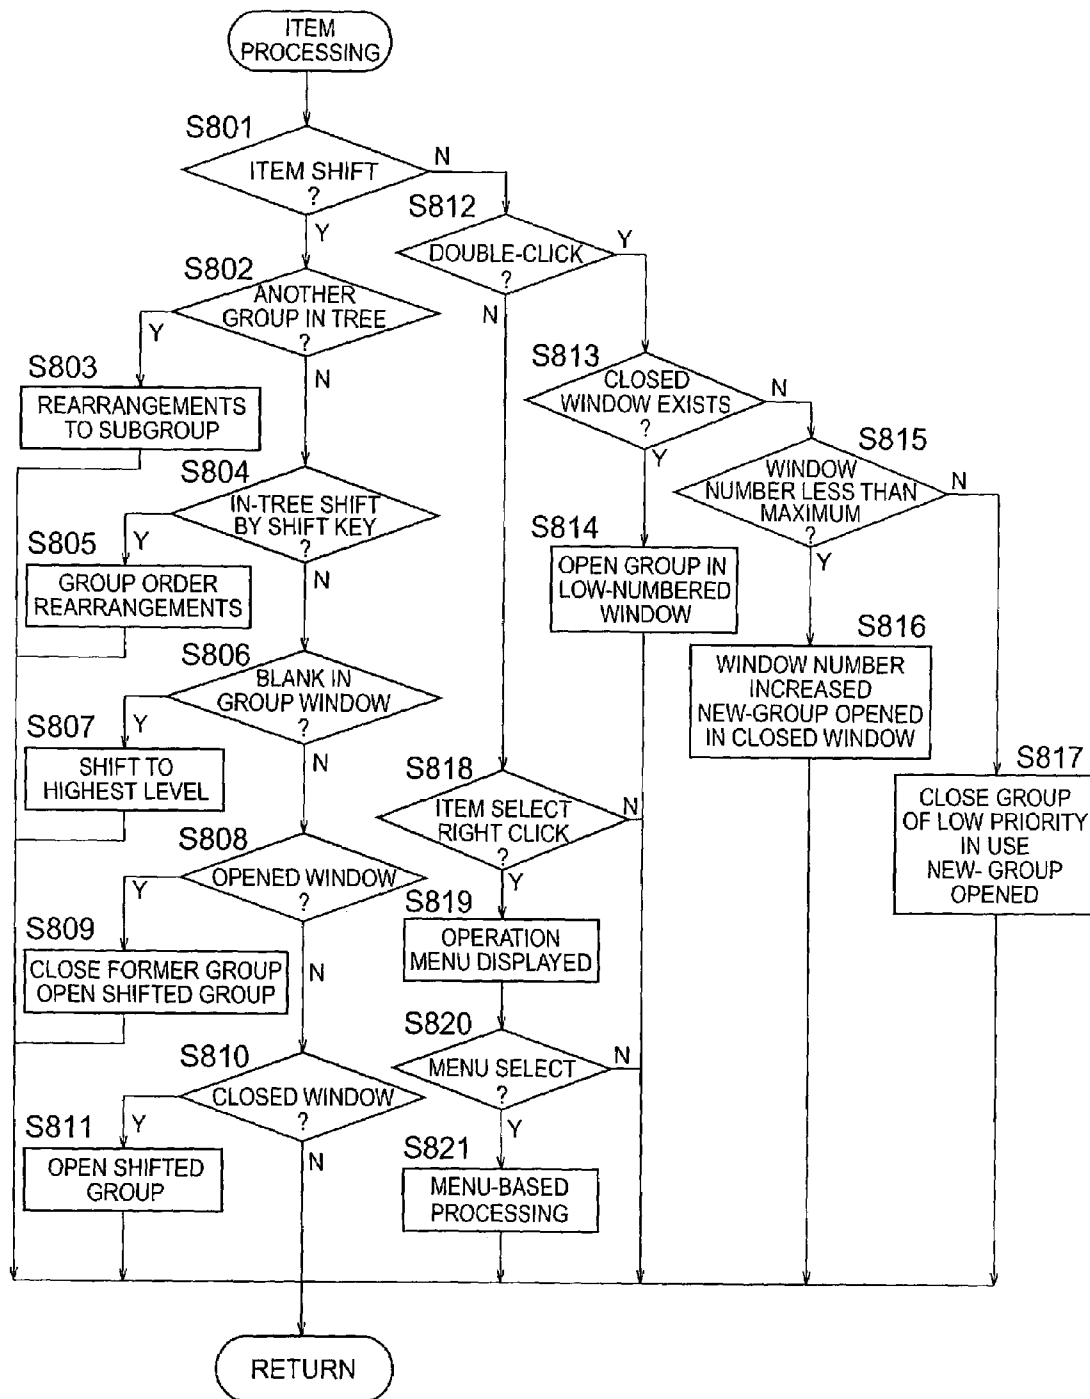 ITEM
PROCESSING
S801
ITEM SHIFT
?
N
Y
S802
ANOTHER
GROUP IN TREE
?
Y
N
S803
REARRANGEMENTS
TO SUBGROUP
S804
IN-TREE SHIFT
BY SHIFT KEY
?
Y
N
S805
GROUP ORDER
REARRANGEMENTS
S806
BLANK IN
GROUP WINDOW
?
Y
N
S807
SHIFT TO
HIGHEST LEVEL
S808
OPENED WINDOW
?
Y
N
S809
CLOSE FORMER GROUP
OPEN SHIFTED GROUP
S810
CLOSED WINDOW
?
Y
N
S811
OPEN SHIFTED
GROUP
S812
DOUBLE-CLICK
?
Y
N
S813
CLOSED
WINDOW EXISTS
?
N
Y
S814
OPEN GROUP IN
LOW-NUMBERED
WINDOW
S815
WINDOW
NUMBER LESS THAN
MAXIMUM
?
N
Y
S816
WINDOW NUMBER
INCREASED
NEW-GROUP OPENED
IN CLOSED WINDOW
S817
CLOSE GROUP
OF LOW PRIORITY
IN USE
NEW- GROUP
OPENED
S818
ITEM SELECT
RIGHT CLICK
?
N
Y
S819
OPERATION
MENU DISPLAYED
S820
MENU SELECT
?
N
Y
S821
MENU-BASED
PROCESSING
RETURN